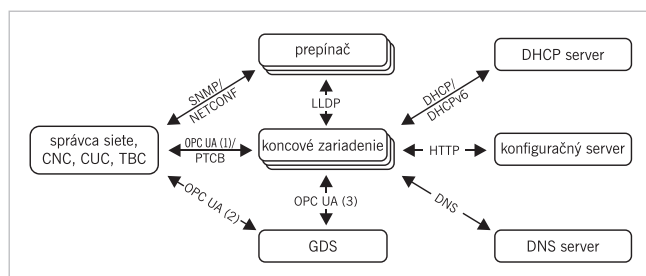 prepínač
DHCP server
SNMP/
NETCONF
LLDP
DHCP/
DHCPv6
správca siete,
CNC, CUC, TBC
OPC UA (1)/
PTCB
koncové zariadenie
HTTP
konfiguračný server
OPC UA (2)
OPC UA (3)
DNS
GDS
DNS server